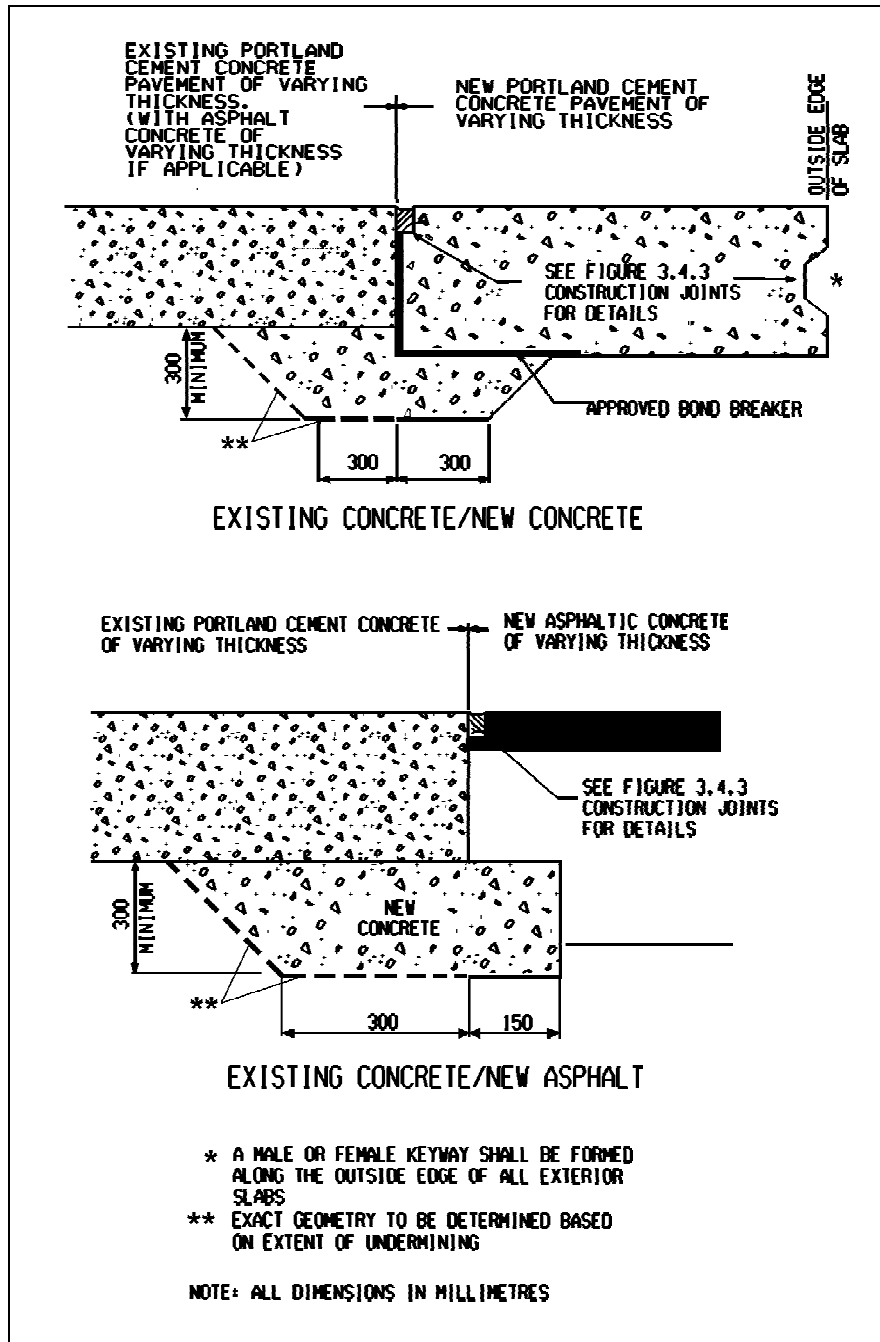 EXISTING PORTLAND
CEMENT CONCRETE
PAVEMENT OF VARYING
THICKNESS.
(WITH ASPHALT
CONCRETE OF
VARYING THICKNESS
IF APPLICABLE)
NEW PORTLAND CEMENT
CONCRETE PAVEMENT OF
VARYING THICKNESS
OUTSIDE EDGE
OF SLAB
SEE FIGURE 3.4.3
CONSTRUCTION JOINTS
FOR DETAILS
*
300
MINIMUM
APPROVED BOND BREAKER
**
300
300
EXISTING CONCRETE/NEW CONCRETE
EXISTING PORTLAND CEMENT CONCRETE
OF VARYING THICKNESS
NEW ASPHALTIC CONCRETE
OF VARYING THICKNESS
SEE FIGURE 3.4.3
CONSTRUCTION JOINTS
FOR DETAILS
300
MINIMUM
NEW
CONCRETE
**
300
150
EXISTING CONCRETE/NEW ASPHALT
* A MALE OR FEMALE KEYWAY SHALL BE FORMED
ALONG THE OUTSIDE EDGE OF ALL EXTERIOR
SLABS
** EXACT GEOMETRY TO BE DETERMINED BASED
ON EXTENT OF UNDERMINING
NOTE: ALL DIMENSIONS IN MILLIMETRES